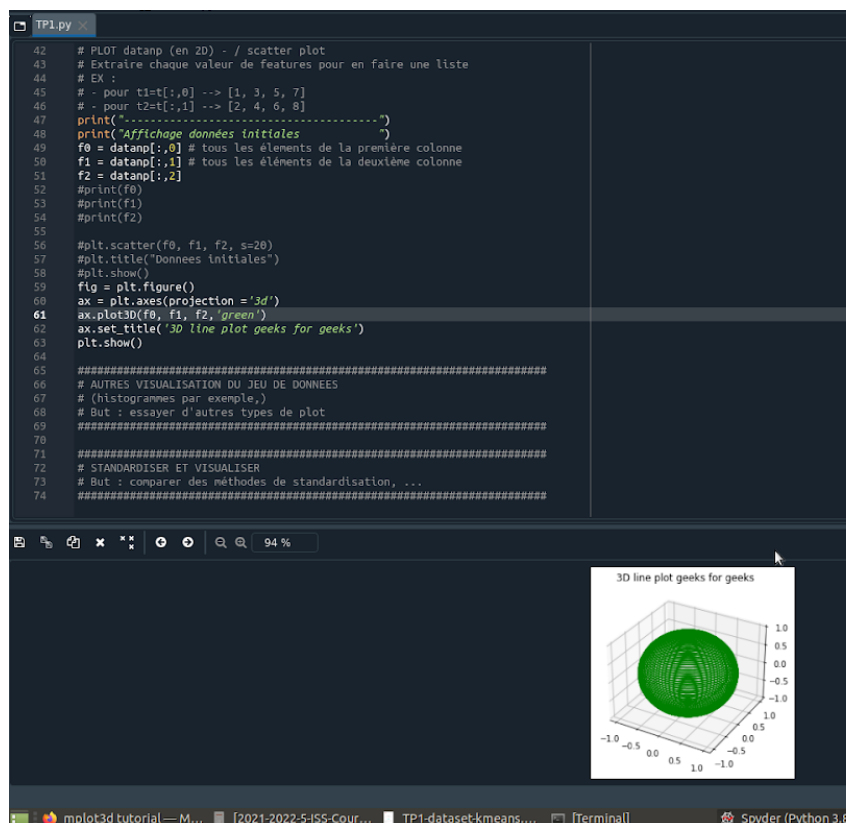 TP1.py
42 # PLOT datanp (en 2D) - / scatter plot
43 # Extraire chaque valeur de features pour en faire une liste
44 # EX :
45 # - pour t1=t[:,0] --> [1, 3, 5, 7]
46 # - pour t2=t[:,1] --> [2, 4, 6, 8]
47 print("---------------------------------------")
48 print("Affichage données initiales            ")
49 f0 = datanp[:,0] # tous les élements de la première colonne
50 f1 = datanp[:,1] # tous les éléments de la deuxième colonne
51 f2 = datanp[:,2]
52 #print(f0)
53 #print(f1)
54 #print(f2)
55
56 #plt.scatter(f0, f1, f2, s=20)
57 #plt.title("Donnees initiales")
58 #plt.show()
59 fig = plt.figure()
60 ax = plt.axes(projection ='3d')
61 ax.plot3D(f0, f1, f2,'green')
62 ax.set_title('3D line plot geeks for geeks')
63 plt.show()
64
65 ########################################################################
66 # AUTRES VISUALISATION DU JEU DE DONNEES
67 # (histogrammes par exemple,)
68 # But : essayer d'autres types de plot
69 ########################################################################
70
71 ########################################################################
72 # STANDARDISER ET VISUALISER
73 # But : comparer des méthodes de standardisation, ...
74 ########################################################################
94 %
3D line plot geeks for geeks
1.0
0.5
0.0
−0.5
−1.0
−1.0 −0.5 0.0 0.5 1.0
−1.0 −0.5 0.0 0.5 1.0
mplot3d tutorial — M... [2021-2022-5-ISS-Cour... TP1-dataset-kmeans.... [Terminal] Spyder (Python 3.8